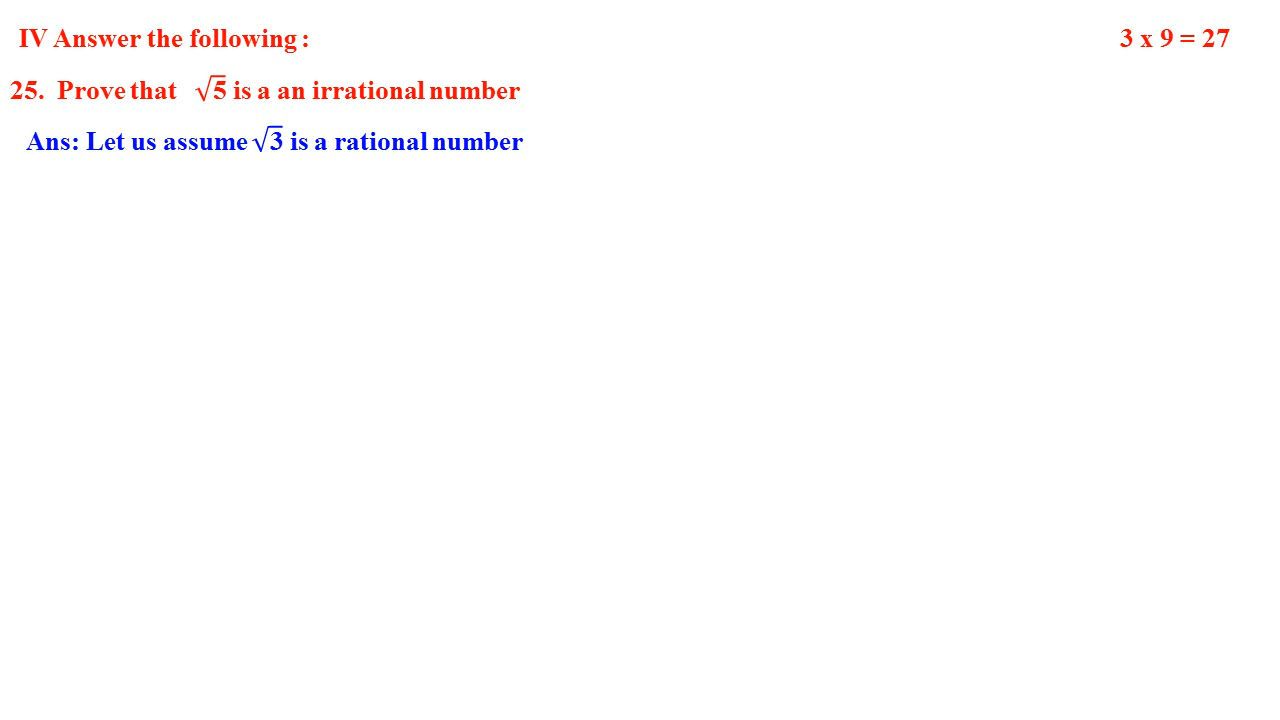 IV Answer the following : 3 x 9 = 27
25. Prove that √5 is a an irrational number
Ans: Let us assume √3 is a rational number